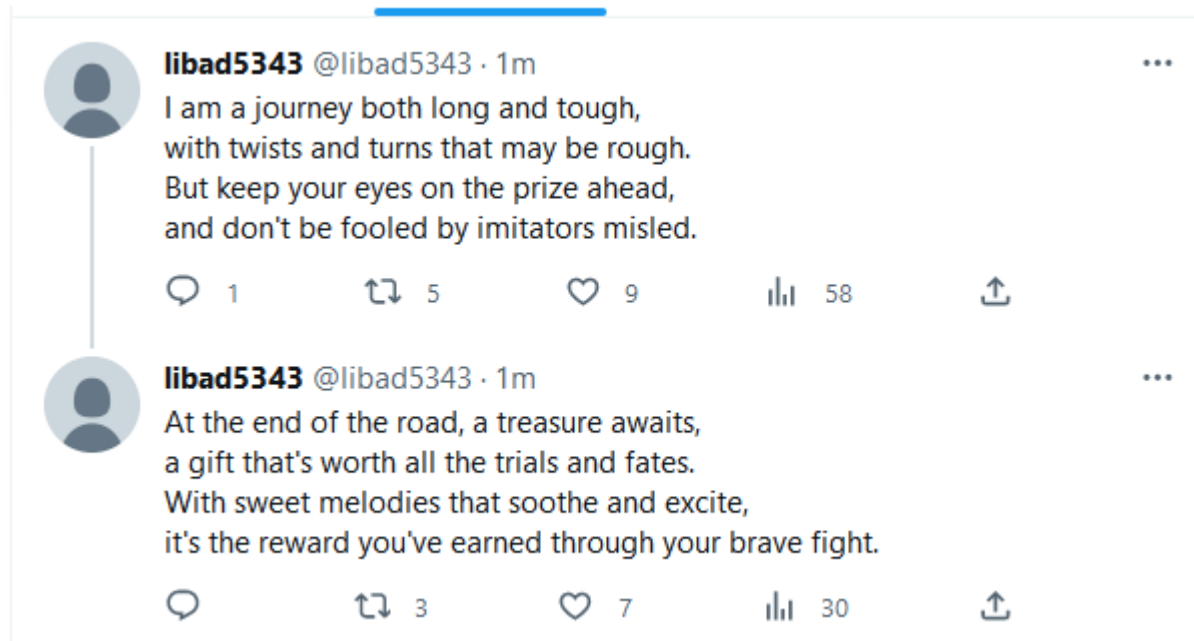 libad5343 @libad5343 · 1m
I am a journey both long and tough,
with twists and turns that may be rough.
But keep your eyes on the prize ahead,
and don't be fooled by imitators misled.
1 5 9 58
libad5343 @libad5343 · 1m
At the end of the road, a treasure awaits,
a gift that's worth all the trials and fates.
With sweet melodies that soothe and excite,
it's the reward you've earned through your brave fight.
3 7 30